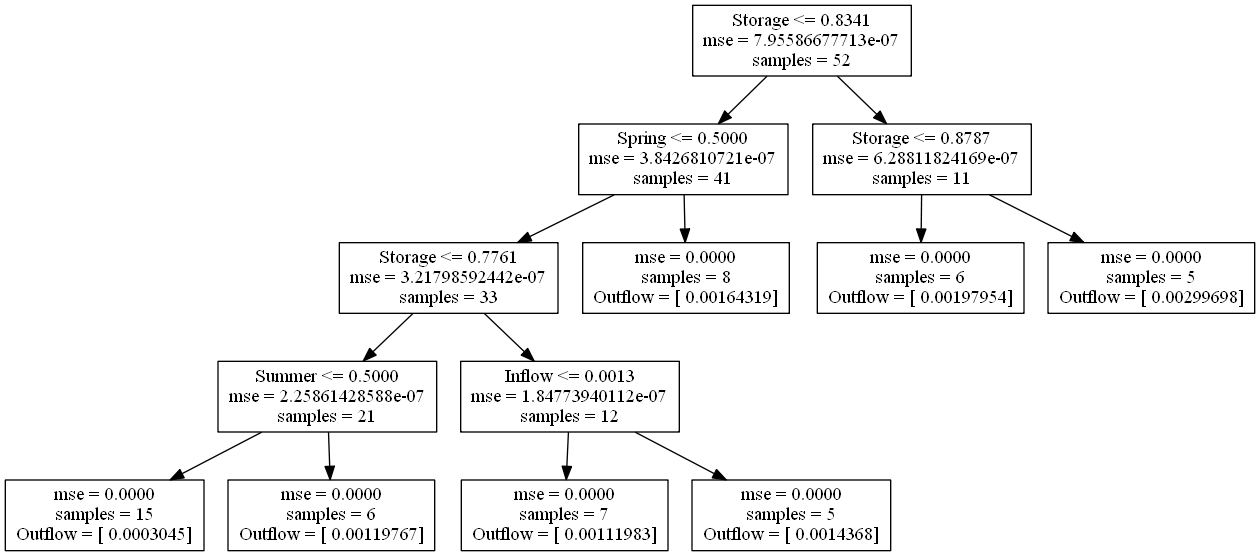 Storage <= 0.8341
mse = 7.95586677713e-07
samples = 52
Spring <= 0.5000
mse = 3.8426810721e-07
samples = 41
Storage <= 0.8787
mse = 6.28811824169e-07
samples = 11
Storage <= 0.7761
mse = 3.21798592442e-07
samples = 33
mse = 0.0000
samples = 8
Outflow = [ 0.00164319]
mse = 0.0000
samples = 6
Outflow = [ 0.00197954]
mse = 0.0000
samples = 5
Outflow = [ 0.00299698]
Summer <= 0.5000
mse = 2.25861428588e-07
samples = 21
Inflow <= 0.0013
mse = 1.84773940112e-07
samples = 12
mse = 0.0000
samples = 15
Outflow = [ 0.0003045]
mse = 0.0000
samples = 6
Outflow = [ 0.00119767]
mse = 0.0000
samples = 7
Outflow = [ 0.00111983]
mse = 0.0000
samples = 5
Outflow = [ 0.0014368]